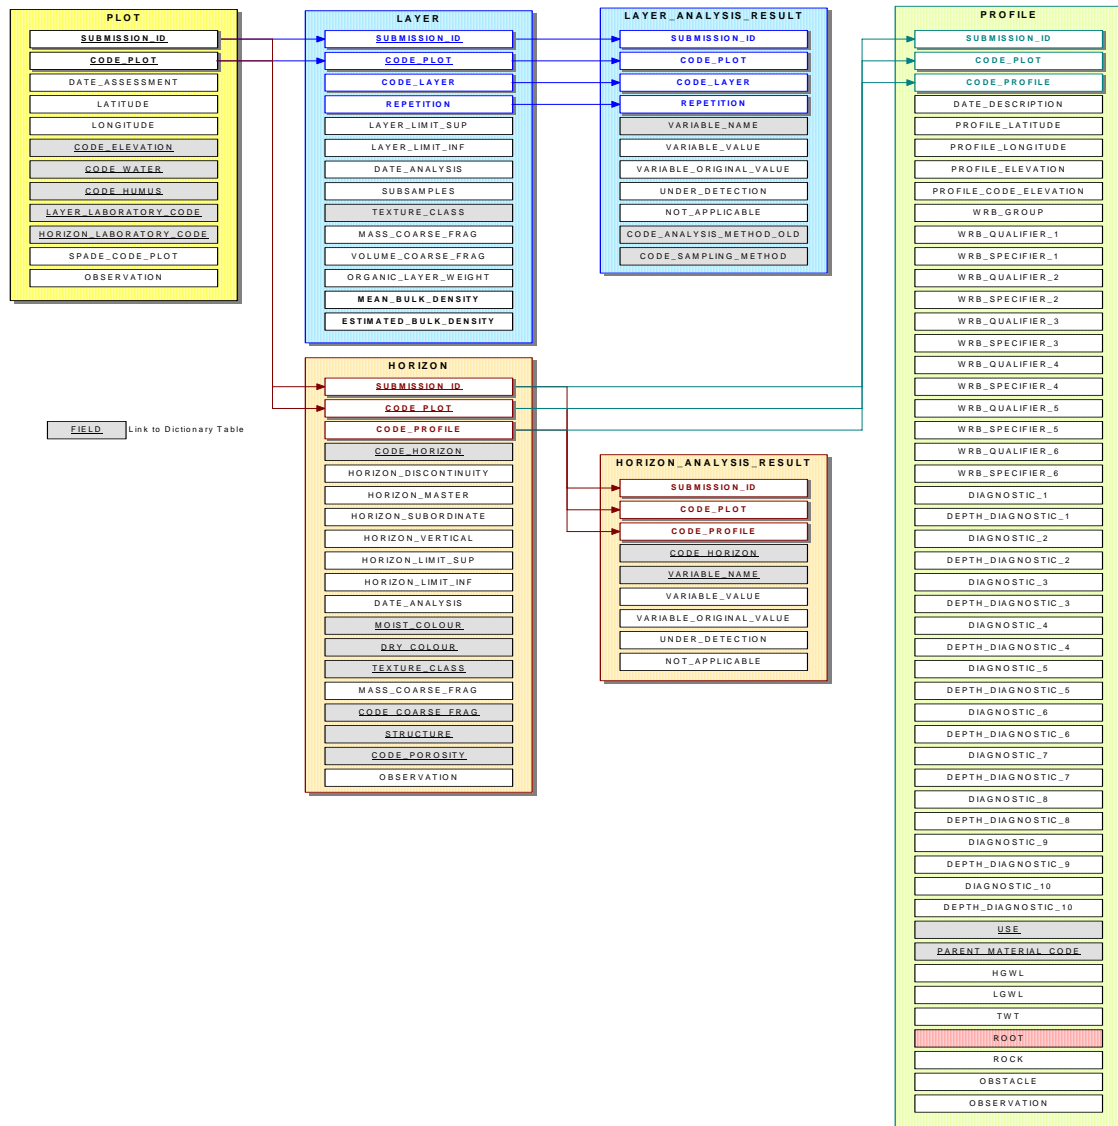 PLOT
SUBMISSION_ID
CODE_PLOT
DATE_ASSESSMENT
LATITUDE
LONGITUDE
CODE_ELEVATION
CODE_WATER
CODE_HUMUS
LAYER_LABORATORY_CODE
HORIZON_LABORATORY_CODE
SPADE_CODE_PLOT
OBSERVATION
LAYER
SUBMISSION_ID
CODE_PLOT
CODE_LAYER
REPETITION
LAYER_LIMIT_SUP
LAYER_LIMIT_INF
DATE_ANALYSIS
SUBSAMPLES
TEXTURE_CLASS
MASS_COARSE_FRAG
VOLUME_COARSE_FRAG
ORGANIC_LAYER_WEIGHT
MEAN_BULK_DENSITY
ESTIMATED_BULK_DENSITY
LAYER_ANALYSIS_RESULT
SUBMISSION_ID
CODE_PLOT
CODE_LAYER
REPETITION
VARIABLE_NAME
VARIABLE_VALUE
VARIABLE_ORIGINAL_VALUE
UNDER_DETECTION
NOT_APPLICABLE
CODE_ANALYSIS_METHOD_OLD
CODE_SAMPLING_METHOD
FIELD Link to Dictionary Table
HORIZON
SUBMISSION_ID
CODE_PLOT
CODE_PROFILE
CODE_HORIZON
HORIZON_DISCONTINUITY
HORIZON_MASTER
HORIZON_SUBORDINATE
HORIZON_VERTICAL
HORIZON_LIMIT_SUP
HORIZON_LIMIT_INF
DATE_ANALYSIS
MOIST_COLOUR
DRY_COLOUR
TEXTURE_CLASS
MASS_COARSE_FRAG
CODE_COARSE_FRAG
STRUCTURE
CODE_POROSITY
OBSERVATION
HORIZON_ANALYSIS_RESULT
SUBMISSION_ID
CODE_PLOT
CODE_PROFILE
CODE_HORIZON
VARIABLE_NAME
VARIABLE_VALUE
VARIABLE_ORIGINAL_VALUE
UNDER_DETECTION
NOT_APPLICABLE
PROFILE
SUBMISSION_ID
CODE_PLOT
CODE_PROFILE
DATE_DESCRIPTION
PROFILE_LATITUDE
PROFILE_LONGITUDE
PROFILE_ELEVATION
PROFILE_CODE_ELEVATION
WRB_GROUP
WRB_QUALIFIER_1
WRB_SPECIFIER_1
WRB_QUALIFIER_2
WRB_SPECIFIER_2
WRB_QUALIFIER_3
WRB_SPECIFIER_3
WRB_QUALIFIER_4
WRB_SPECIFIER_4
WRB_QUALIFIER_5
WRB_SPECIFIER_5
WRB_QUALIFIER_6
WRB_SPECIFIER_6
DIAGNOSTIC_1
DEPTH_DIAGNOSTIC_1
DIAGNOSTIC_2
DEPTH_DIAGNOSTIC_2
DIAGNOSTIC_3
DEPTH_DIAGNOSTIC_3
DIAGNOSTIC_4
DEPTH_DIAGNOSTIC_4
DIAGNOSTIC_5
DEPTH_DIAGNOSTIC_5
DIAGNOSTIC_6
DEPTH_DIAGNOSTIC_6
DIAGNOSTIC_7
DEPTH_DIAGNOSTIC_7
DIAGNOSTIC_8
DEPTH_DIAGNOSTIC_8
DIAGNOSTIC_9
DEPTH_DIAGNOSTIC_9
DIAGNOSTIC_10
DEPTH_DIAGNOSTIC_10
USE
PARENT_MATERIAL_CODE
HGWL
LGWL
TWT
ROOT
ROCK
OBSTACLE
OBSERVATION